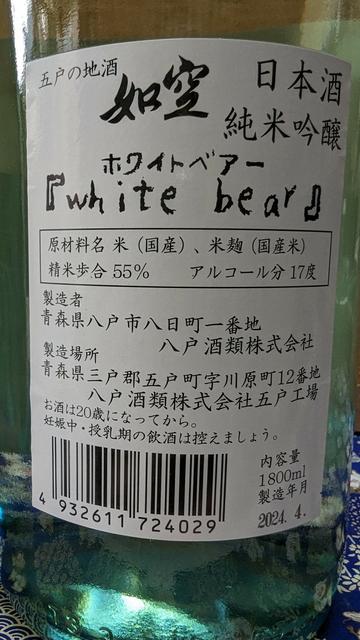 五戸の地酒
如空
日本酒
純米吟醸
ホワイトベアー
『white bear』
原材料名 米（国産）、米麹（国産米）
精米歩合 55％ アルコール分 17度
製造者
青森県八戸市八日町一番地
八戸酒類株式会社
製造場所
青森県三戸郡五戸町字川原町12番地
八戸酒類株式会社五戸工場
お酒は20歳になってから。
妊娠中・授乳期の飲酒は控えましょう。
内容量
1800ml
製造年月
2024. 4.
4 932611 724029